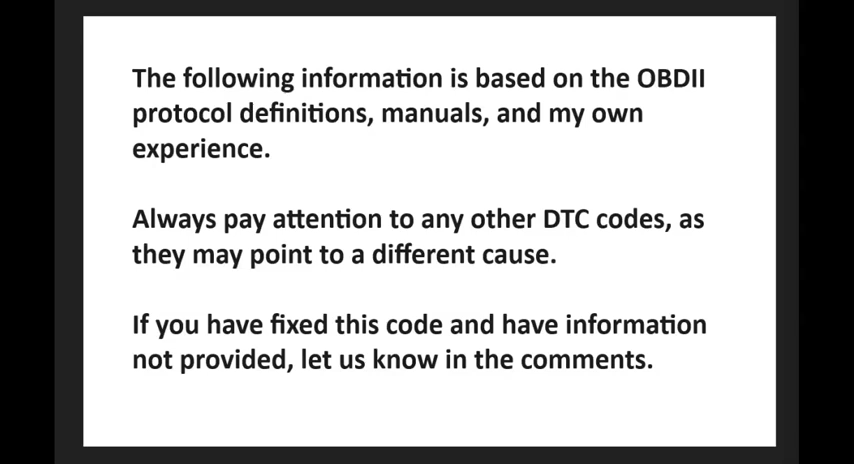 The following information is based on the OBDII
protocol definitions, manuals, and my own
experience.
Always pay attention to any other DTC codes, as
they may point to a different cause.
If you have fixed this code and have information
not provided, let us know in the comments.